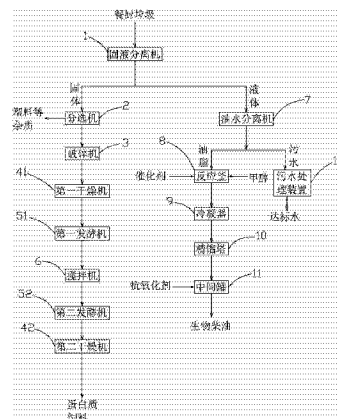 餐厨垃圾
1
固液分离机
固体
液体
塑料等杂质
分选机
2
油水分离机
7
破碎机
3
8
油脂
污水
41
催化剂
反应釜
甲醇
污水处理装置
1
第一干燥机
9
冷凝器
达标水
51
第一发酵机
10
蒸馏塔
6
搅拌机
11
抗氧化剂
中间罐
52
第二发酵机
生物柴油
42
第二干燥机
蛋白质
饲料